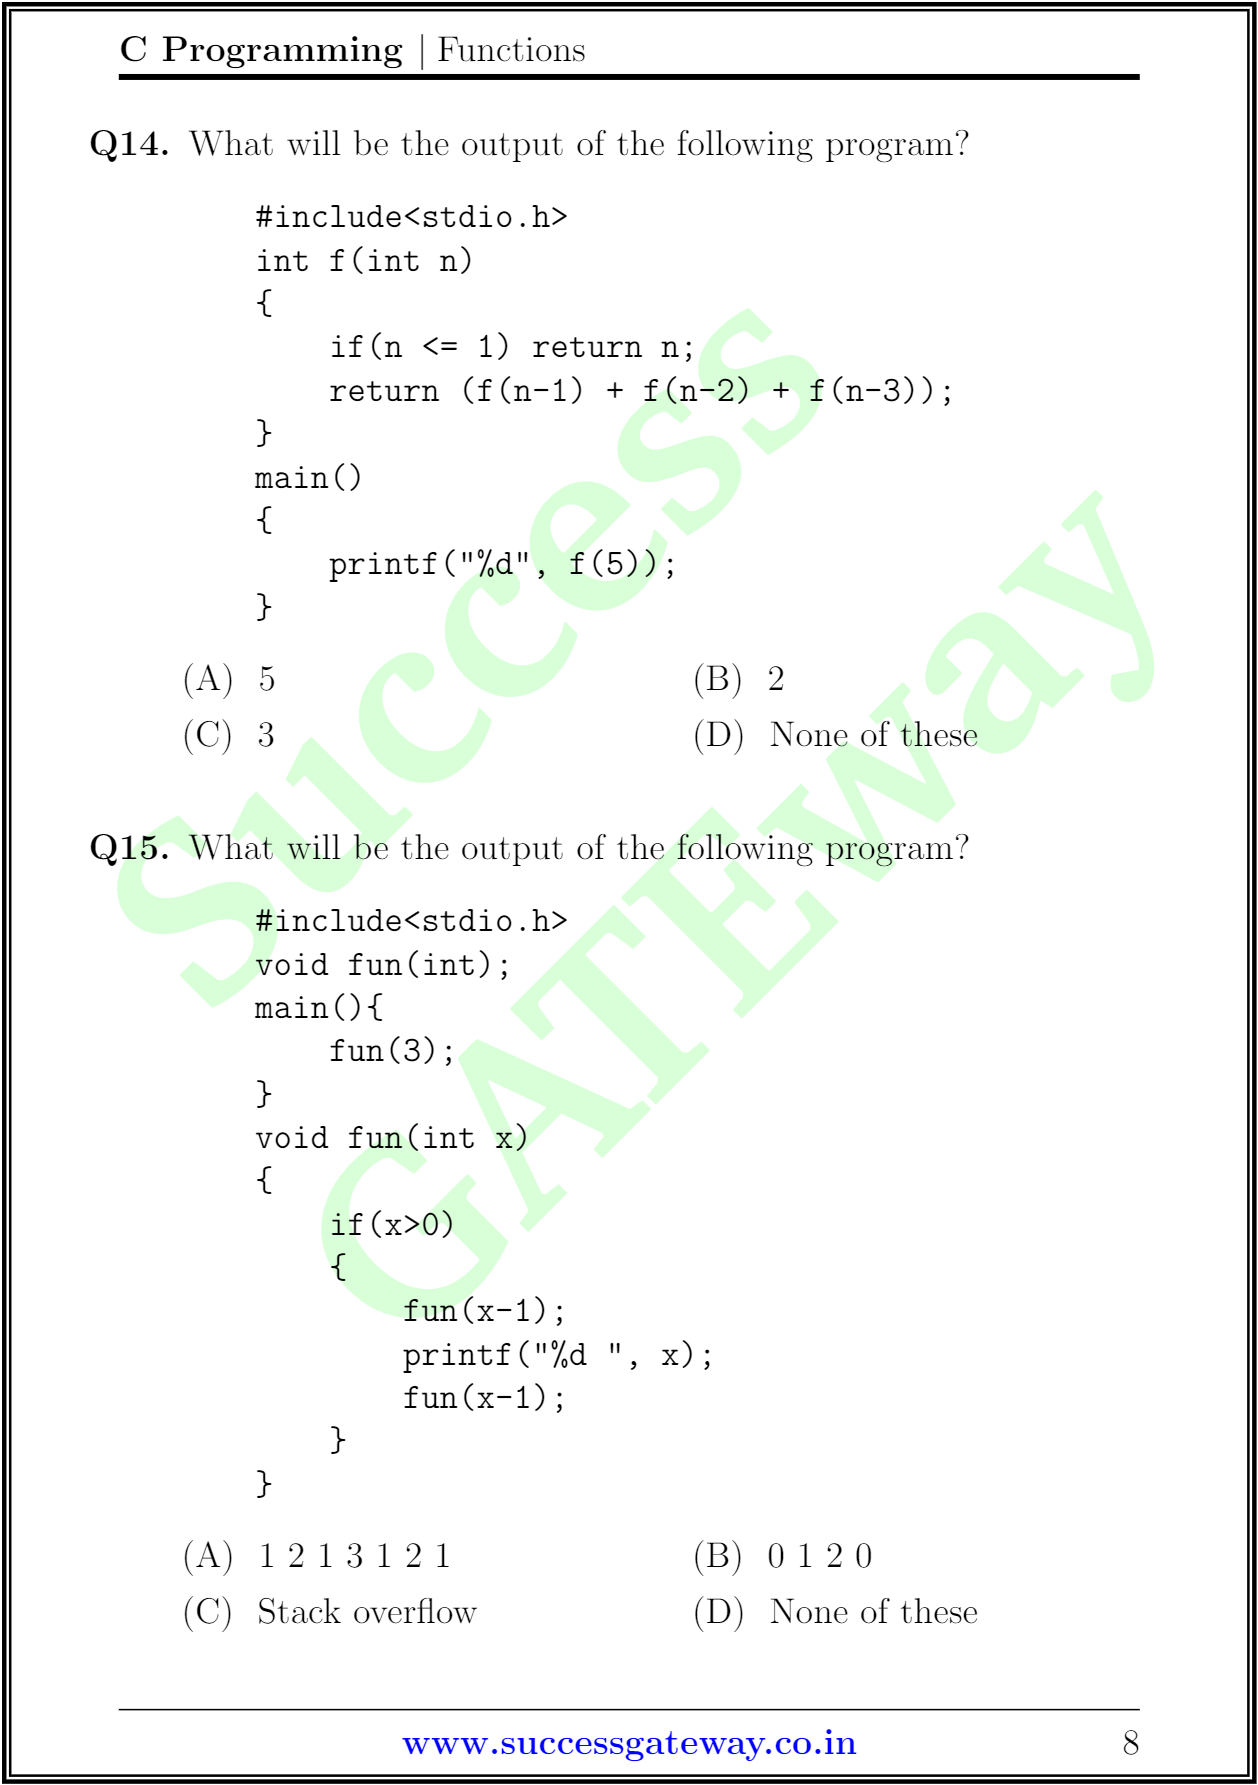 C Programming | Functions
Q14. What will be the output of the following program?
#include<stdio.h>
int f(int n)
{
    if(n <= 1) return n;
    return (f(n-1) + f(n-2) + f(n-3));
}
main()
{
    printf("%d", f(5));
}
(A) 5 (B) 2
(C) 3 (D) None of these
Q15. What will be the output of the following program?
#include<stdio.h>
void fun(int);
main(){
    fun(3);
}
void fun(int x)
{
    if(x>0)
    {
        fun(x-1);
        printf("%d ", x);
        fun(x-1);
    }
}
(A) 1 2 1 3 1 2 1 (B) 0 1 2 0
(C) Stack overflow (D) None of these
Success
GATEway
www.successgateway.co.in 8